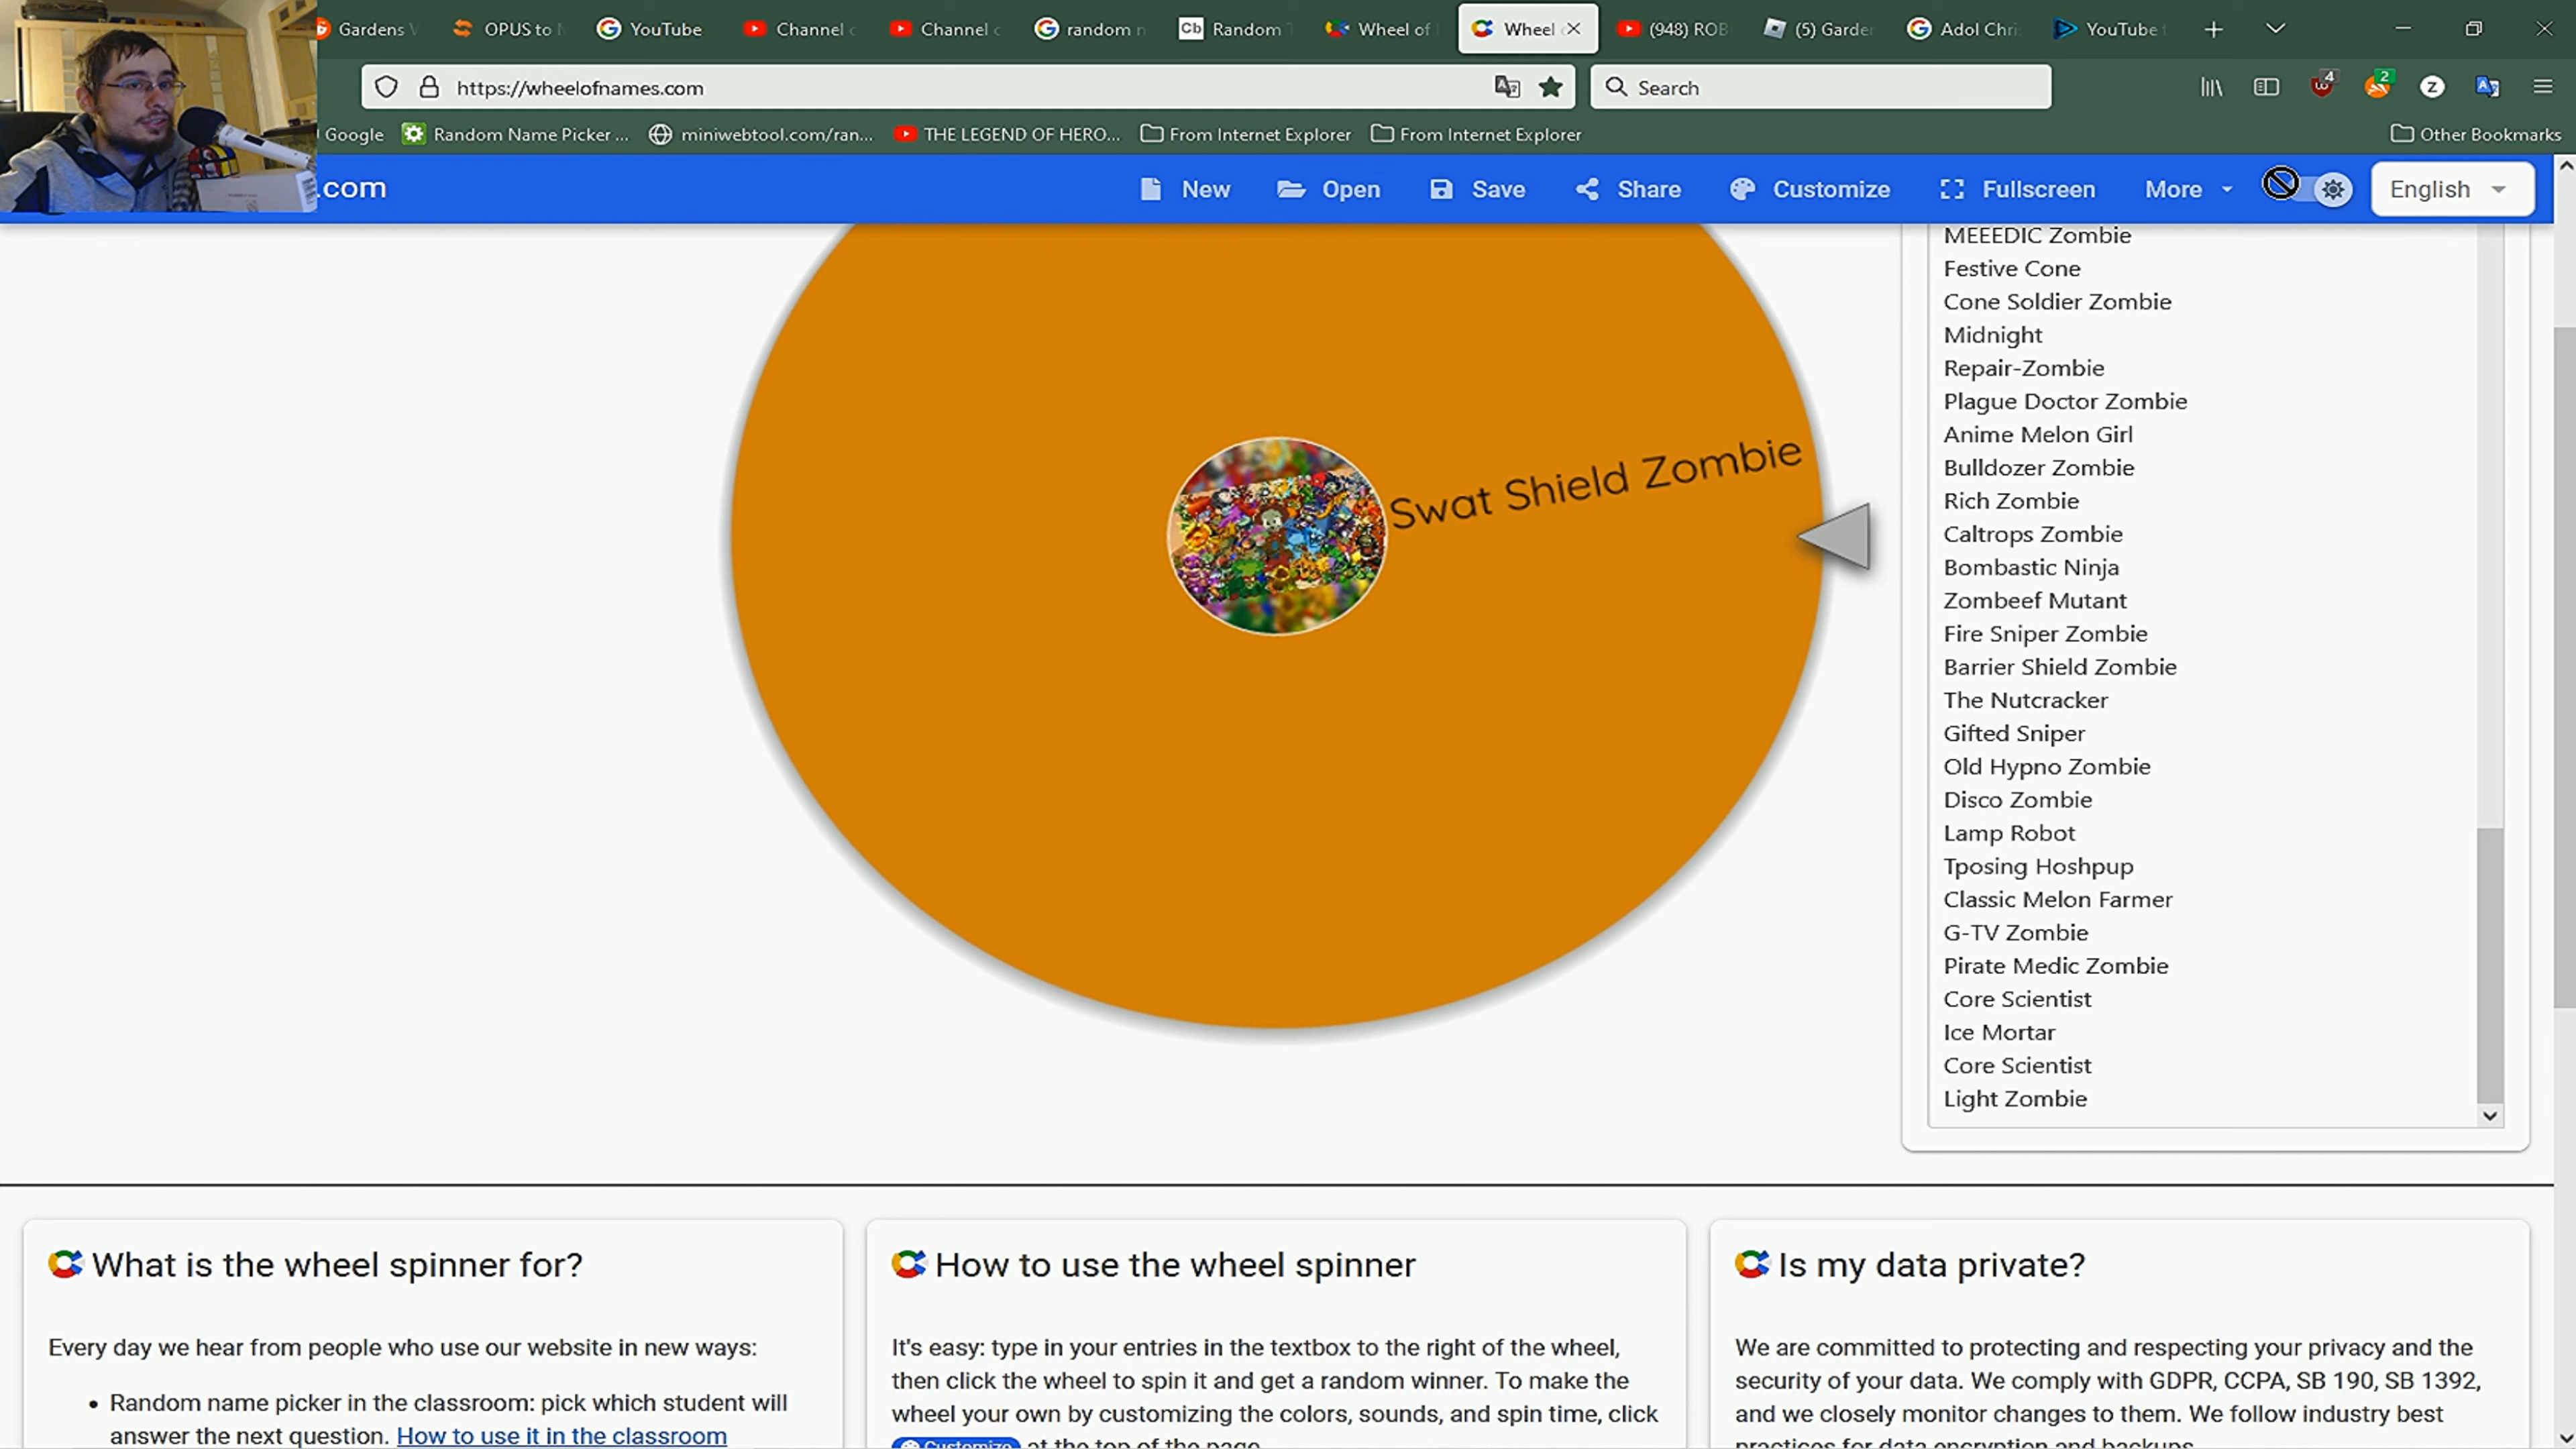 Gardens
OPUS to
YouTube
Channel
Channel
random
Random
Wheel of
Wheel
(948) ROB
(5) Garde
Adol Chri
YouTube
https://wheelofnames.com
Search
4
2
Z
Google
Random Name Picker ...
miniwebtool.com/ran...
THE LEGEND OF HERO...
From Internet Explorer
From Internet Explorer
Other Bookmarks
.com
New
Open
Save
Share
Customize
Fullscreen
More
English
Swat Shield Zombie
MEEEDIC Zombie
Festive Cone
Cone Soldier Zombie
Midnight
Repair-Zombie
Plague Doctor Zombie
Anime Melon Girl
Bulldozer Zombie
Rich Zombie
Caltrops Zombie
Bombastic Ninja
Zombeef Mutant
Fire Sniper Zombie
Barrier Shield Zombie
The Nutcracker
Gifted Sniper
Old Hypno Zombie
Disco Zombie
Lamp Robot
Tposing Hoshpup
Classic Melon Farmer
G-TV Zombie
Pirate Medic Zombie
Core Scientist
Ice Mortar
Core Scientist
Light Zombie
What is the wheel spinner for?
Every day we hear from people who use our website in new ways:
• Random name picker in the classroom: pick which student will
answer the next question. How to use it in the classroom
How to use the wheel spinner
It's easy: type in your entries in the textbox to the right of the wheel,
then click the wheel to spin it and get a random winner. To make the
wheel your own by customizing the colors, sounds, and spin time, click
Customize at the top of the page.
Is my data private?
We are committed to protecting and respecting your privacy and the
security of your data. We comply with GDPR, CCPA, SB 190, SB 1392,
and we closely monitor changes to them. We follow industry best
practices for data encryption and backups.